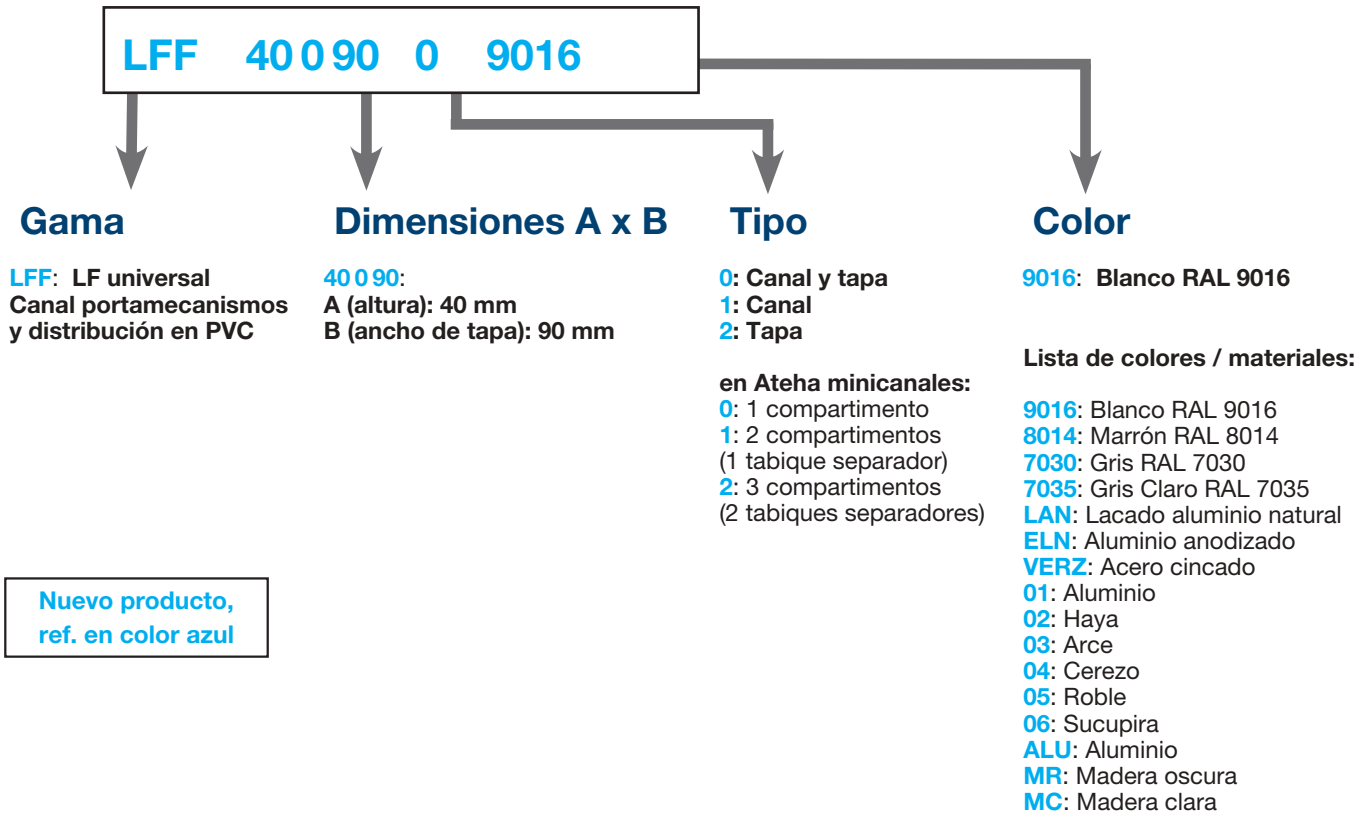 LFF 40 0 90 0 9016
Gama
LFF: LF universal
Canal portamecanismos
y distribución en PVC
Dimensiones A x B
40 0 90:
A (altura): 40 mm
B (ancho de tapa): 90 mm
Tipo
0: Canal y tapa
1: Canal
2: Tapa
en Ateha minicanales:
0: 1 compartimento
1: 2 compartimentos
(1 tabique separador)
2: 3 compartimentos
(2 tabiques separadores)
Color
9016: Blanco RAL 9016
Lista de colores / materiales:
9016: Blanco RAL 9016
8014: Marrón RAL 8014
7030: Gris RAL 7030
7035: Gris Claro RAL 7035
LAN: Lacado aluminio natural
ELN: Aluminio anodizado
VERZ: Acero cincado
01: Aluminio
02: Haya
03: Arce
04: Cerezo
05: Roble
06: Sucupira
ALU: Aluminio
MR: Madera oscura
MC: Madera clara
Nuevo producto,
ref. en color azul